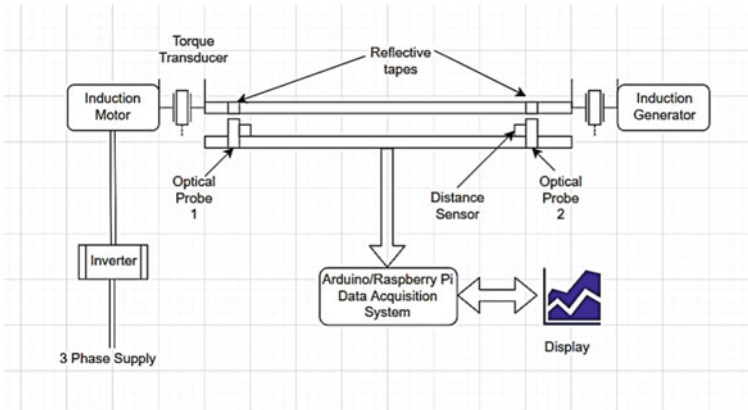 Torque
Transducer
Reflective
tapes
Induction
Motor
Induction
Generator
Optical
Probe
1
Distance
Sensor
Optical
Probe
2
Inverter
Arduino/Raspberry Pi
Data Acquisition
System
Display
3 Phase Supply